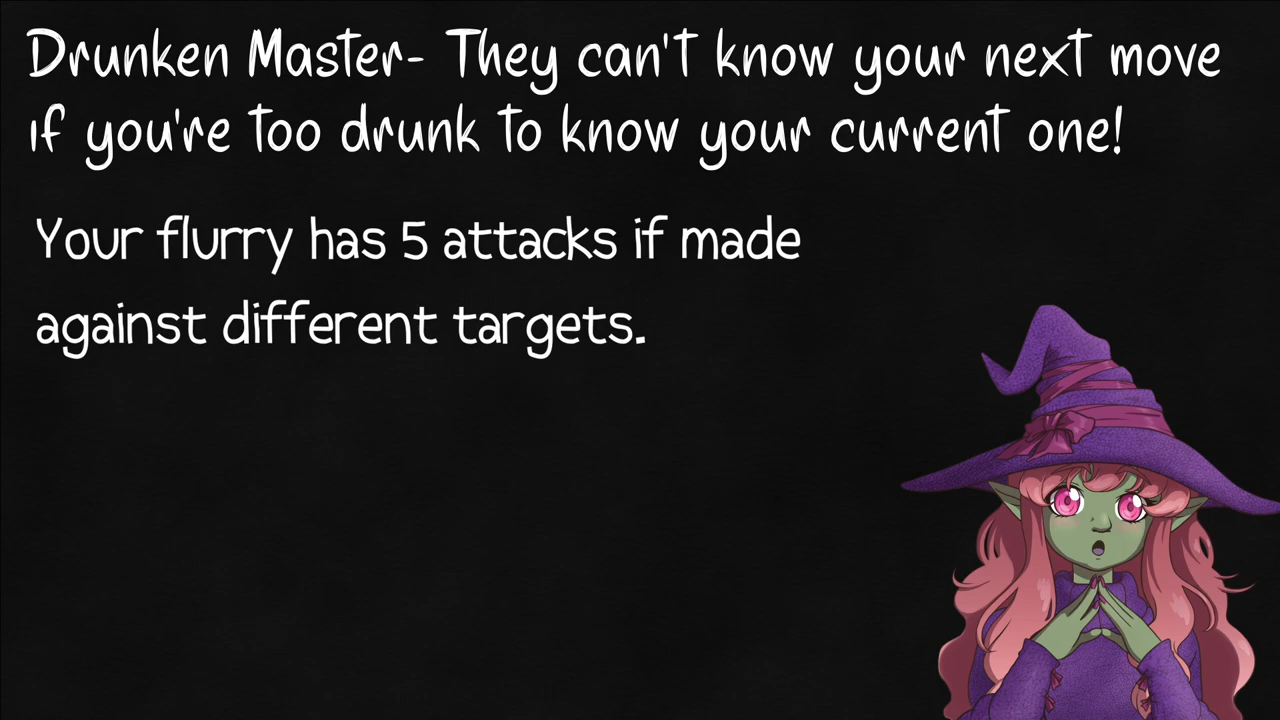 Drunken Master- They can't know your next move
if you're too drunk to know your current one!
Your flurry has 5 attacks if made
against different targets.